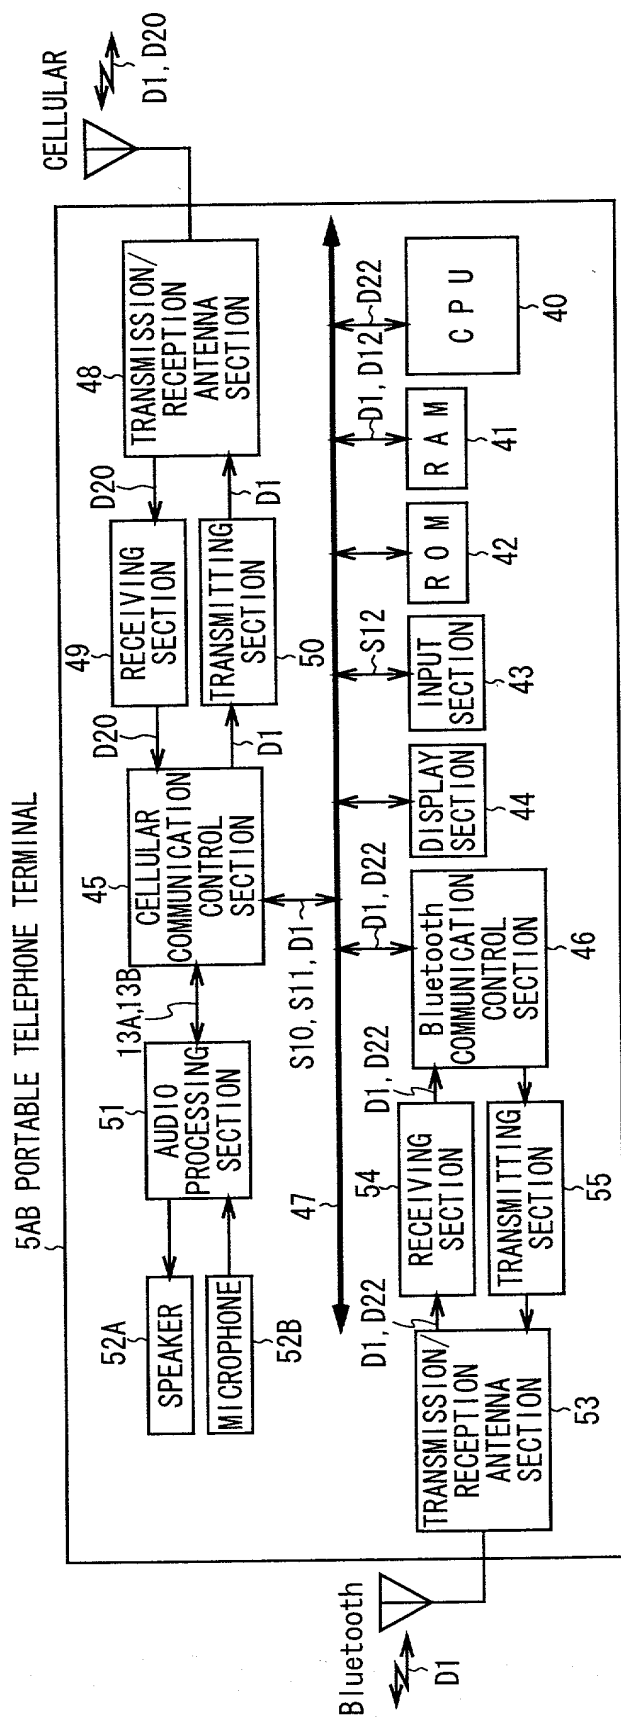 5AB PORTABLE TELEPHONE TERMINAL
CELLULAR
D1, D20
52A
SPEAKER
MICROPHONE
52B
51
AUDIO
PROCESSING
SECTION
13A,13B
45
CELLULAR
COMMUNICATION
CONTROL
SECTION
D20
D1
49
RECEIVING
SECTION
TRANSMITTING
SECTION
50
D20
D1
48
TRANSMISSION/
RECEPTION
ANTENNA
SECTION
S10, S11, D1
47
Bluetooth
D1
TRANSMISSION/
RECEPTION
ANTENNA
SECTION
53
D1, D22
54
RECEIVING
SECTION
TRANSMITTING
SECTION
55
D1, D22
D1, D22
Bluetooth
COMMUNICATION
CONTROL
SECTION
46
DISPLAY
SECTION
44
S12
INPUT
SECTION
43
ROM
42
D1, D12
RAM
41
D22
CPU
40